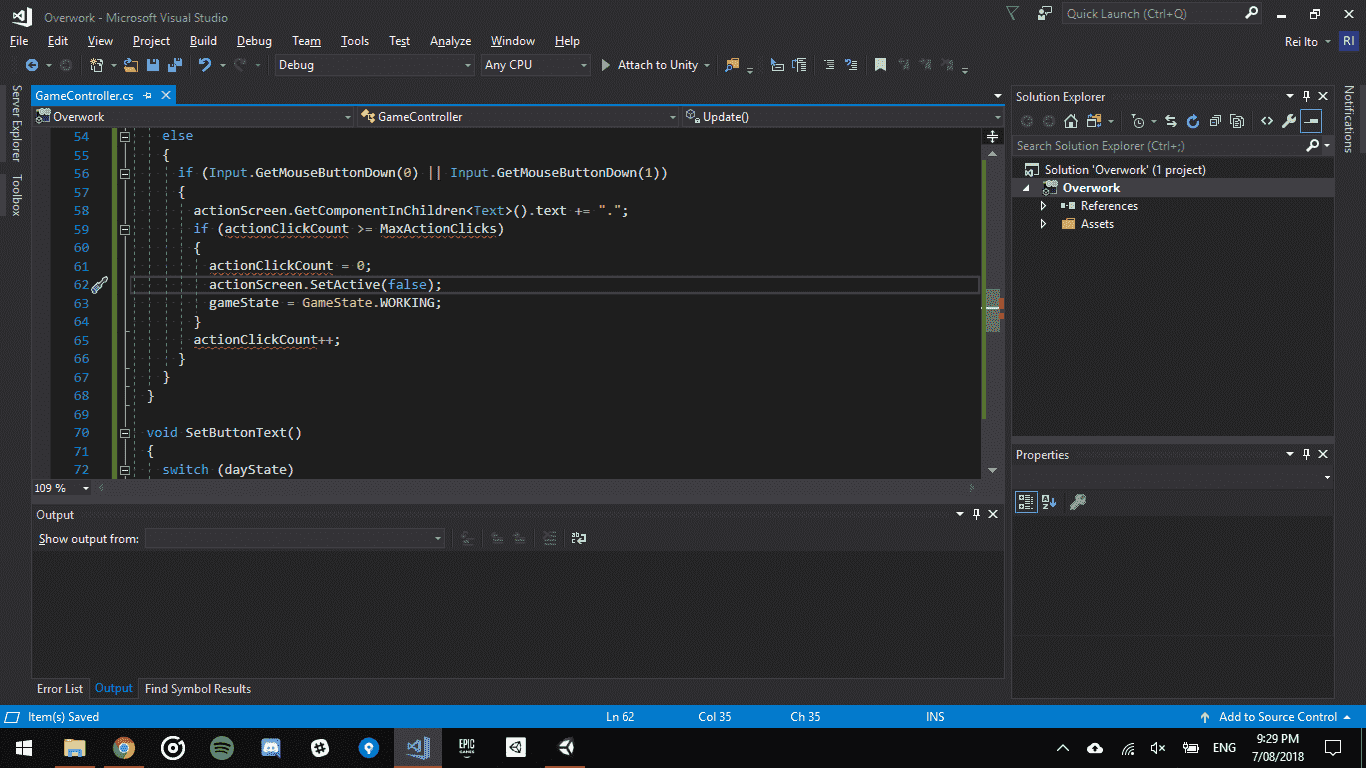 Overwork - Microsoft Visual Studio
Quick Launch (Ctrl+Q)
File Edit View Project Build Debug Team Tools Test Analyze Window Help
Rei Ito RI
Debug Any CPU Attach to Unity
Server Explorer
Toolbox
GameController.cs
Overwork GameController Update()
54 else
55 {
56 if (Input.GetMouseButtonDown(0) || Input.GetMouseButtonDown(1))
57 {
58 actionScreen.GetComponentInChildren<Text>().text += ".";
59 if (actionClickCount >= MaxActionClicks)
60 {
61 actionClickCount = 0;
62 actionScreen.SetActive(false);
63 gameState = GameState.WORKING;
64 }
65 actionClickCount++;
66 }
67 }
68 }
69
70 void SetButtonText()
71 {
72 switch (dayState)
109 %
Output
Show output from:
Error List Output Find Symbol Results
Solution Explorer
Search Solution Explorer (Ctrl+;)
Solution 'Overwork' (1 project)
Overwork
References
Assets
Properties
Notifications
Item(s) Saved Ln 62 Col 35 Ch 35 INS Add to Source Control
EPIC
GAMES
ENG
9:29 PM
7/08/2018